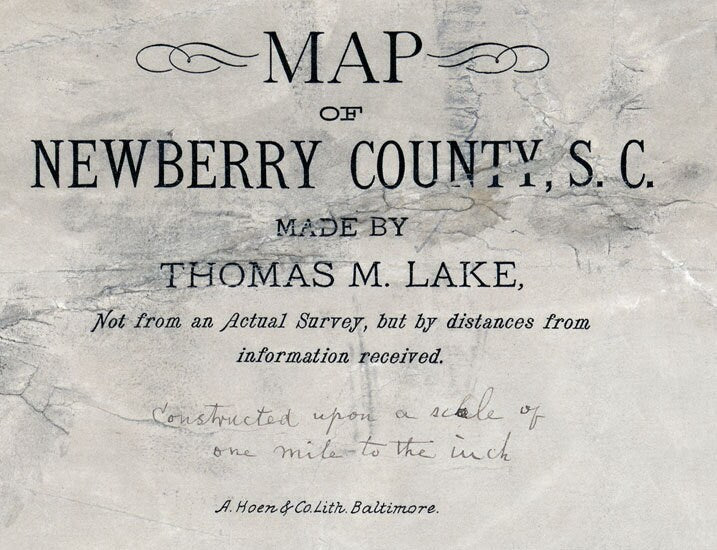 MAP
OF
NEWBERRY COUNTY, S. C.
MADE BY
THOMAS M. LAKE,
Not from an Actual Survey, but by distances from
information received.
Constructed upon a scale of
one mile to the inch
A. Hoen & Co. Lith. Baltimore.